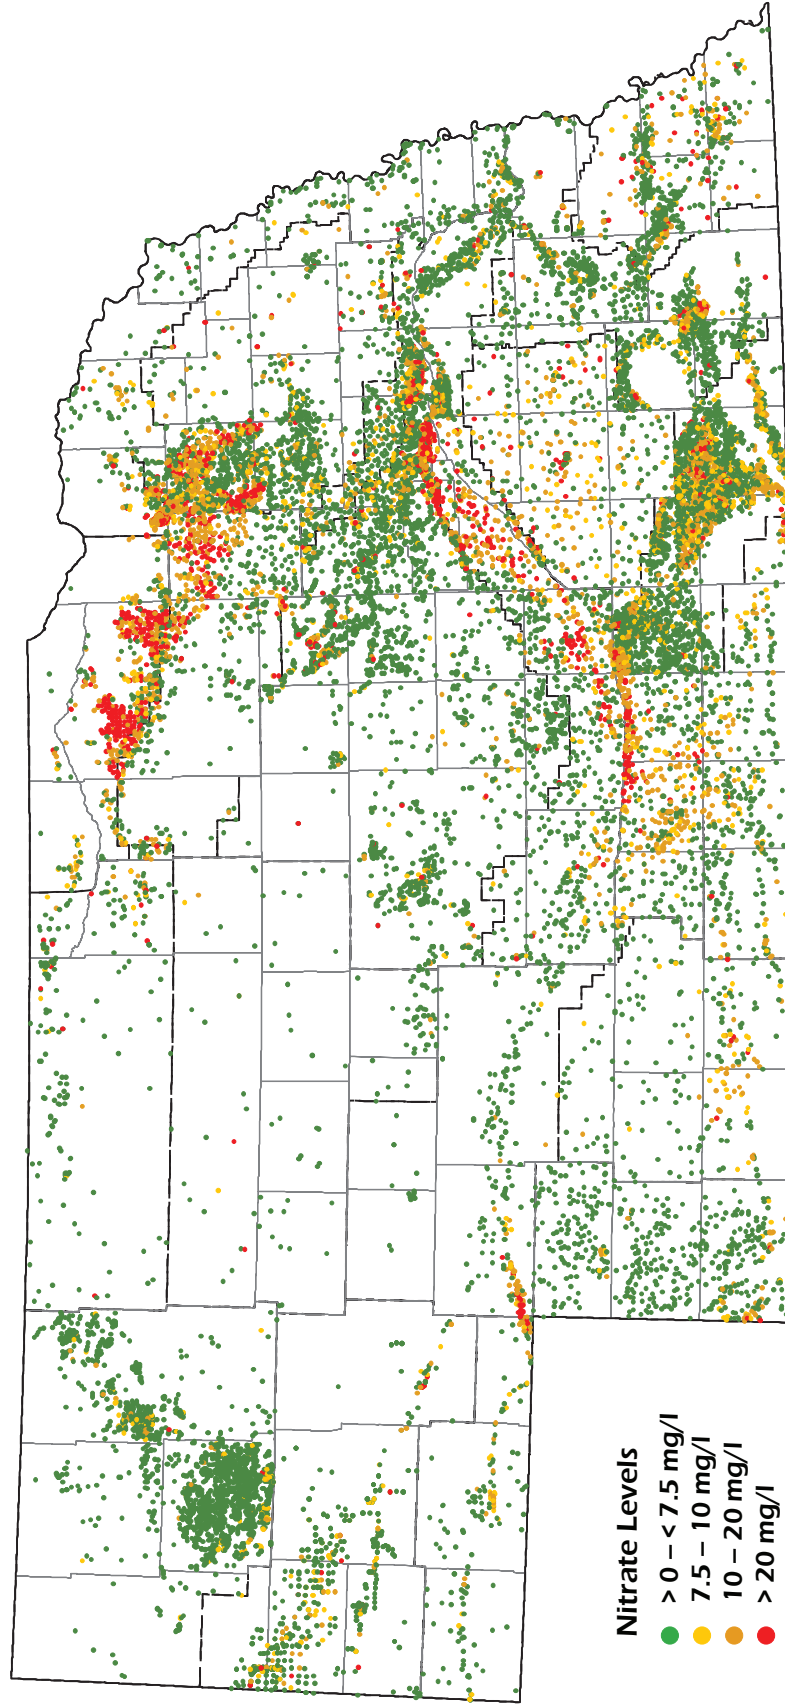 Nitrate Levels
> 0 – < 7.5 mg/l
7.5 – 10 mg/l
10 – 20 mg/l
> 20 mg/l